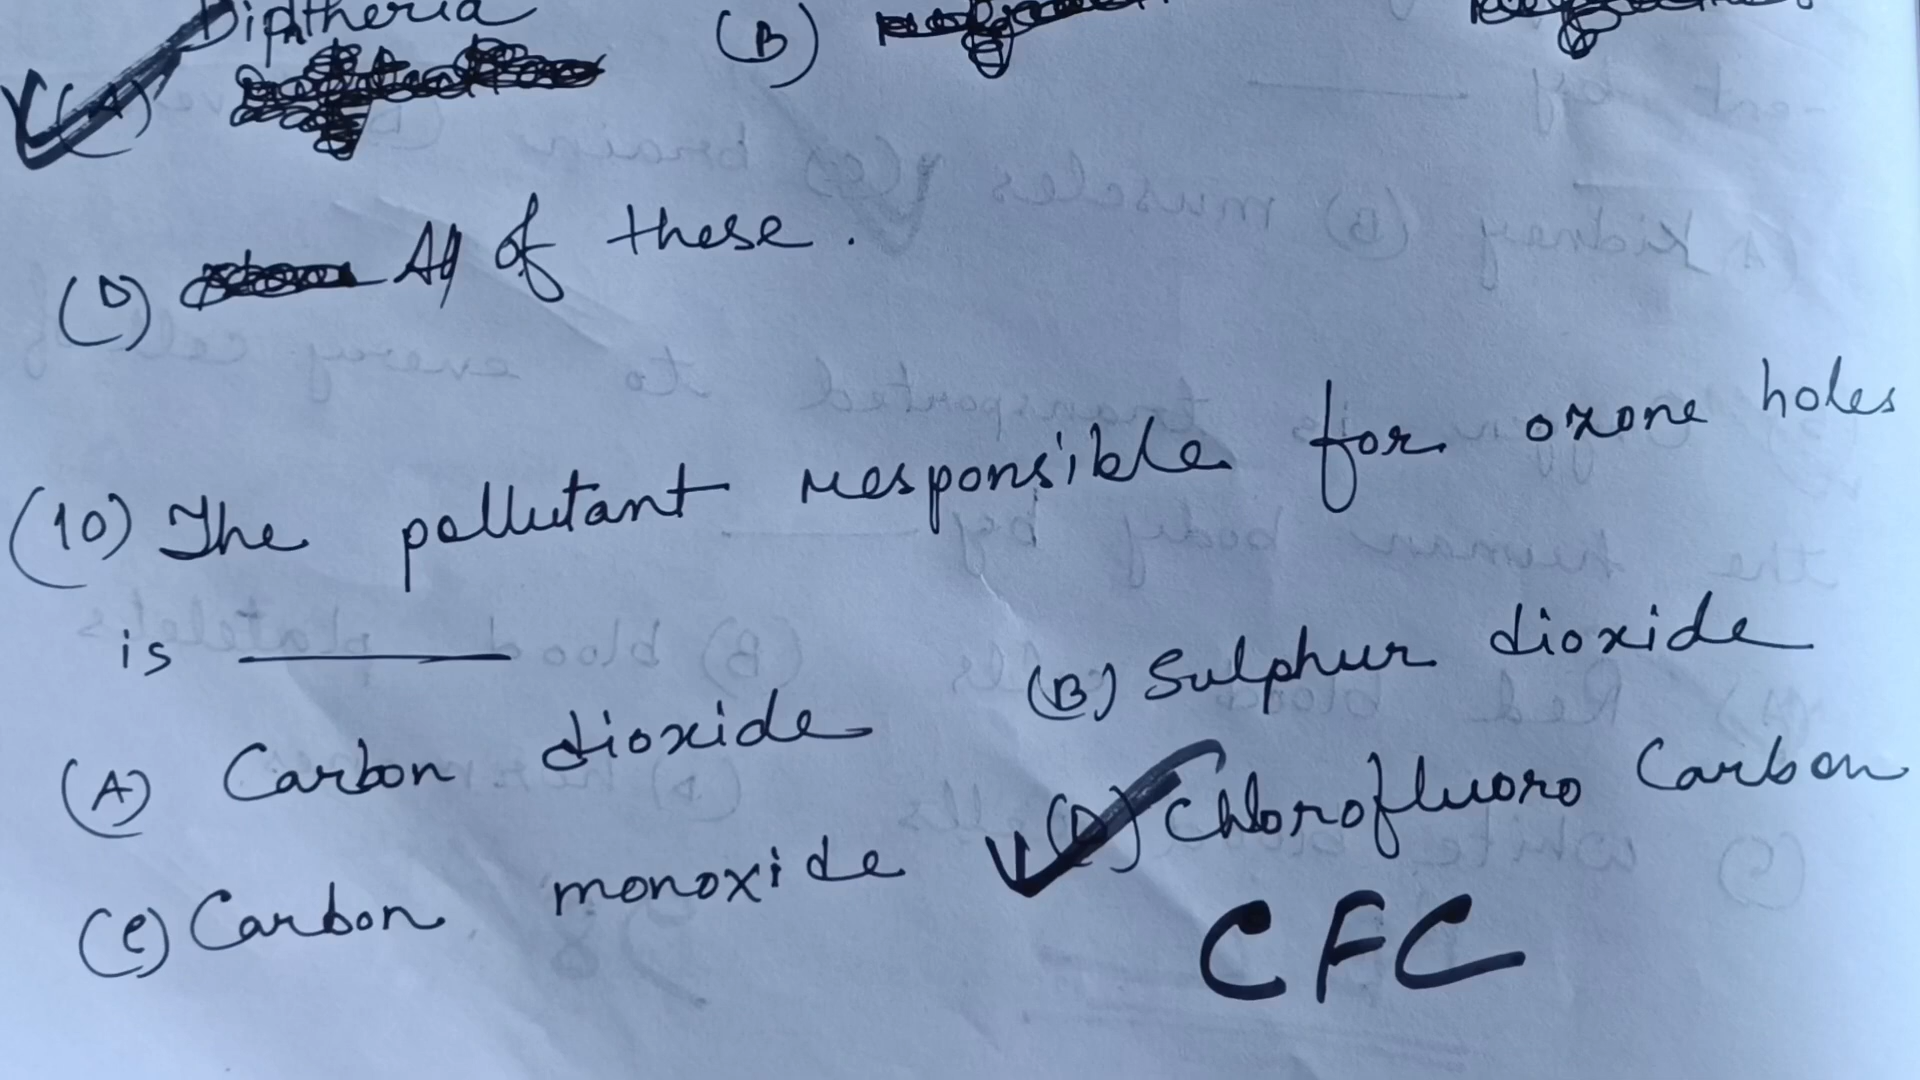 Diphtheria
(A) (B)
(D) All of these.
(10) The pollutant responsible for ozone holes
is ______
(A) Carbon dioxide (B) Sulphur dioxide
(C) Carbon monoxide (D) Chlorofluoro Carbon
CFC